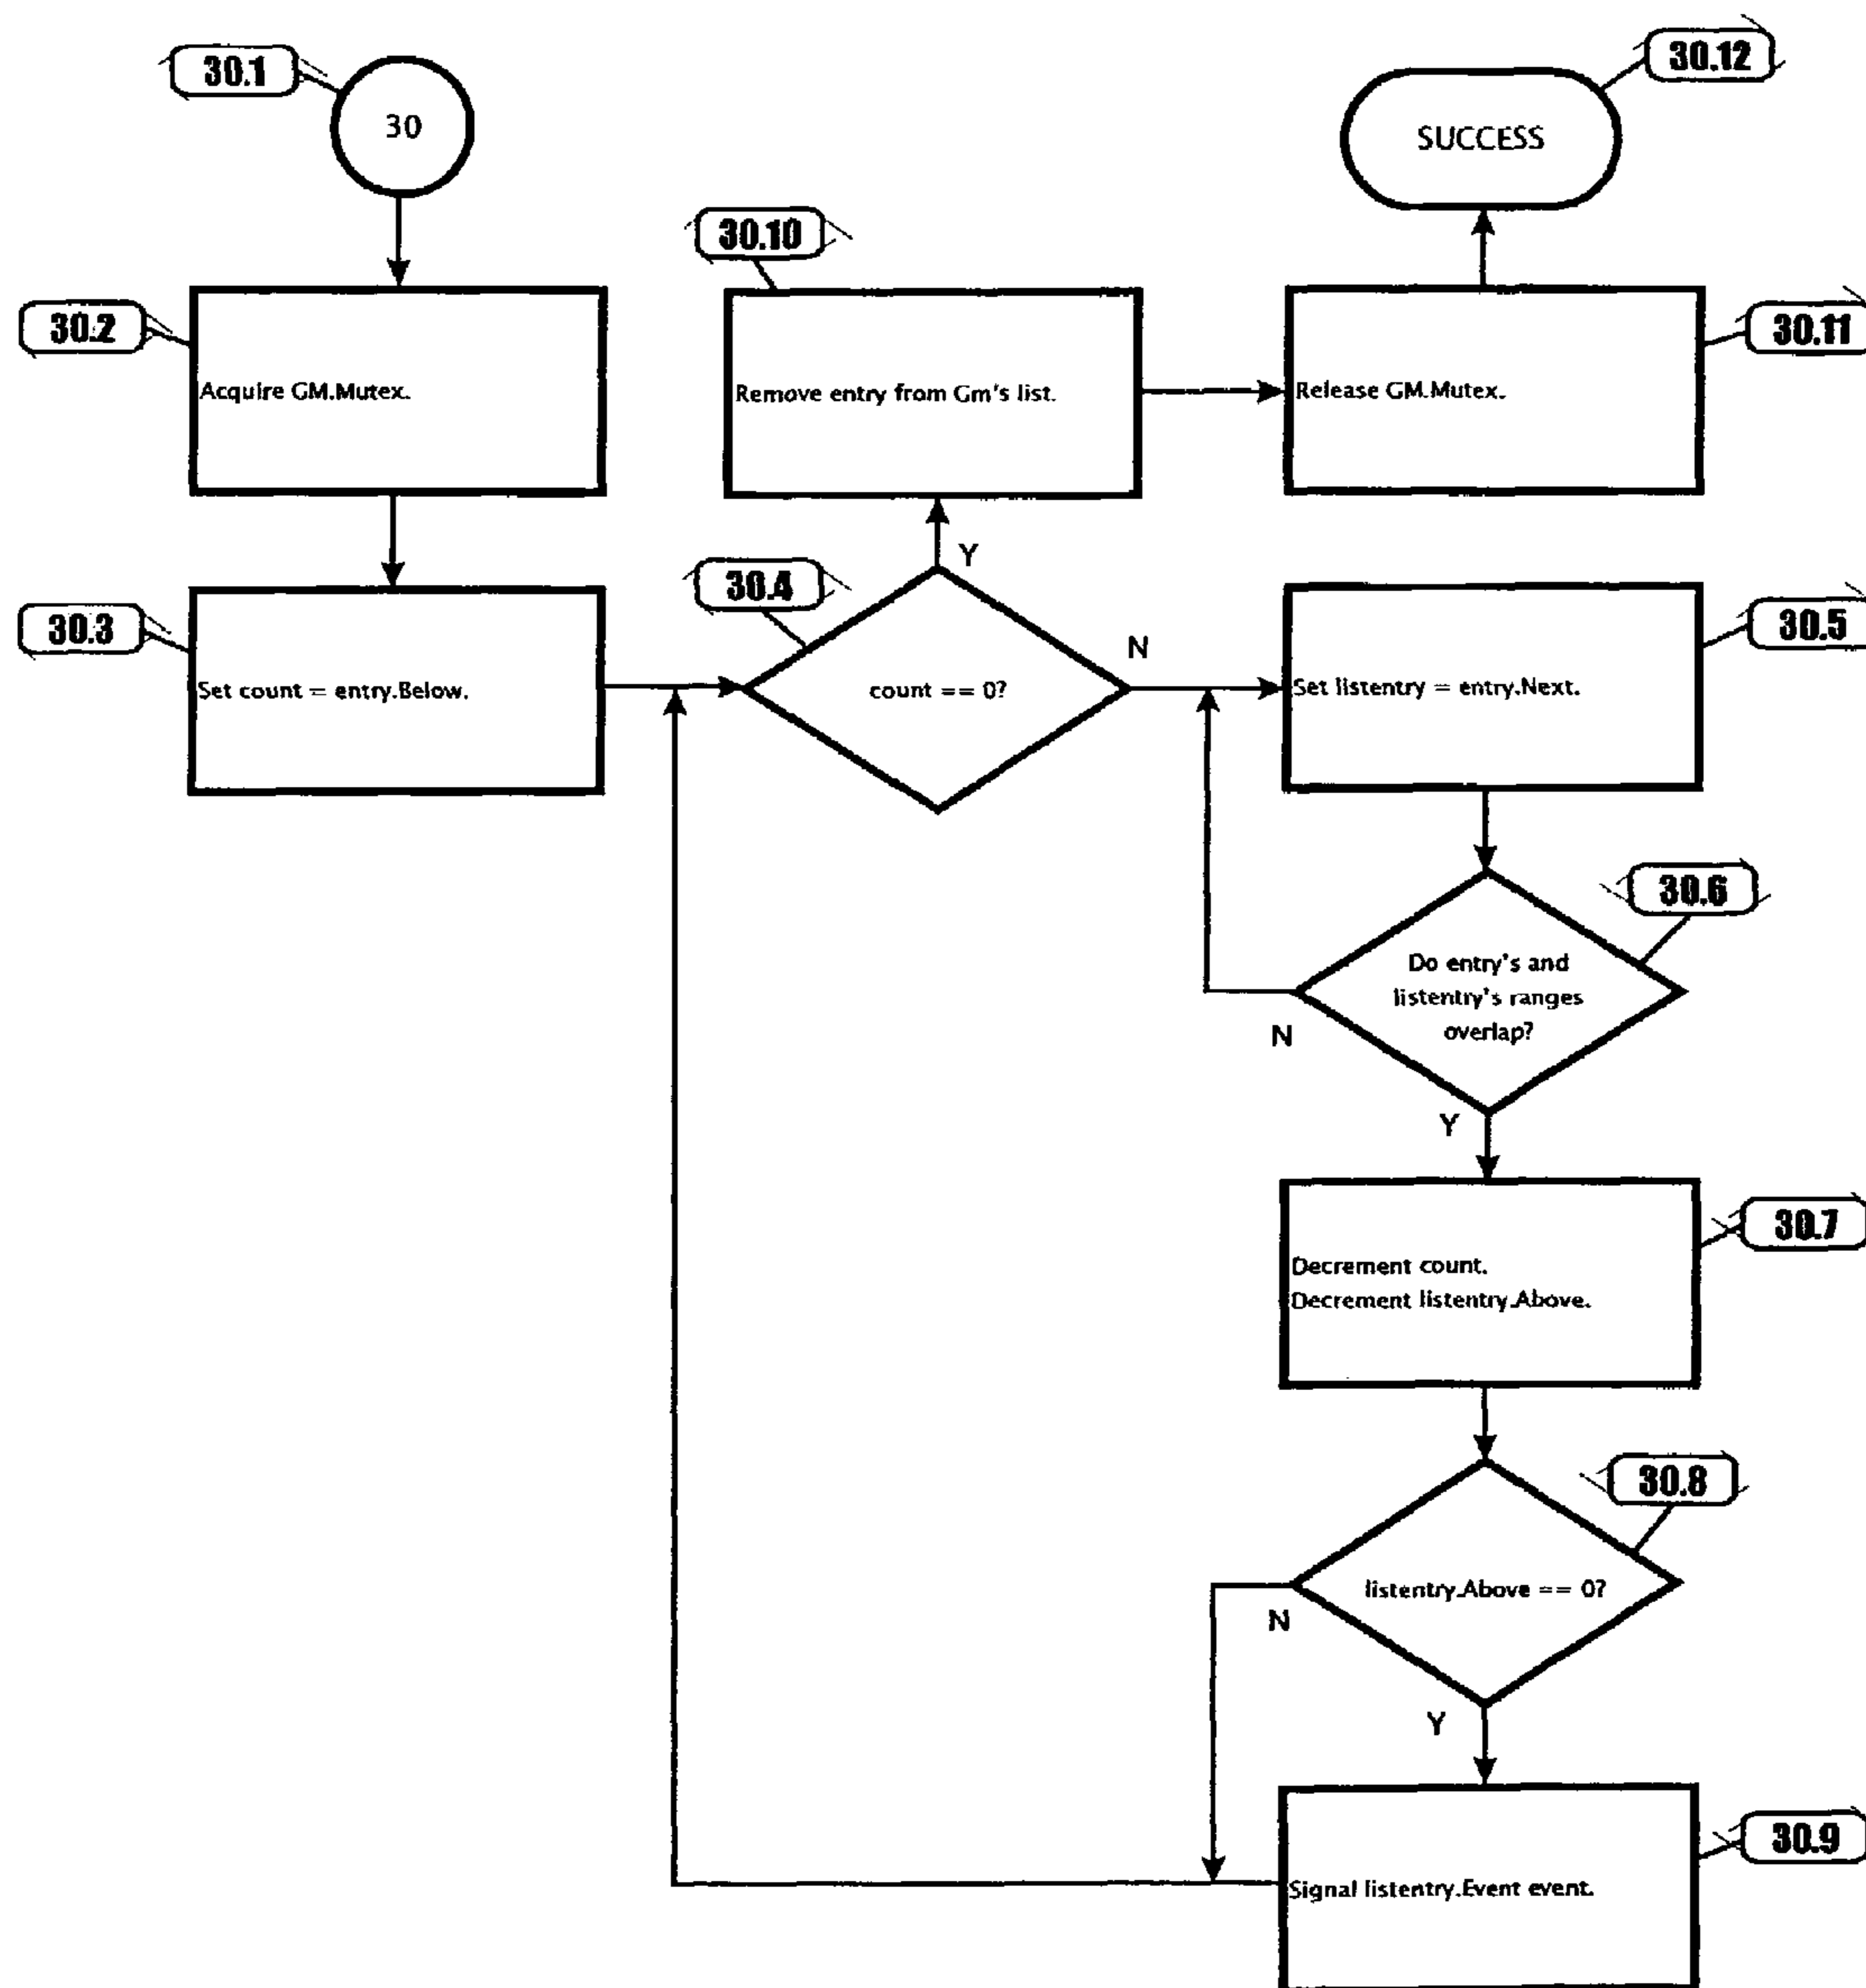 30.1
30
30.2
Acquire GM.Mutex.
30.3
Set count = entry.Below.
30.4
count == 0?
Y
N
30.10
Remove entry from Gm's list.
30.11
Release GM.Mutex.
30.12
SUCCESS
30.5
Set listentry = entry.Next.
30.6
Do entry's and
listentry's ranges
overlap?
N
Y
30.7
Decrement count.
Decrement listentry.Above.
30.8
listentry.Above == 0?
N
Y
30.9
Signal listentry.Event event.